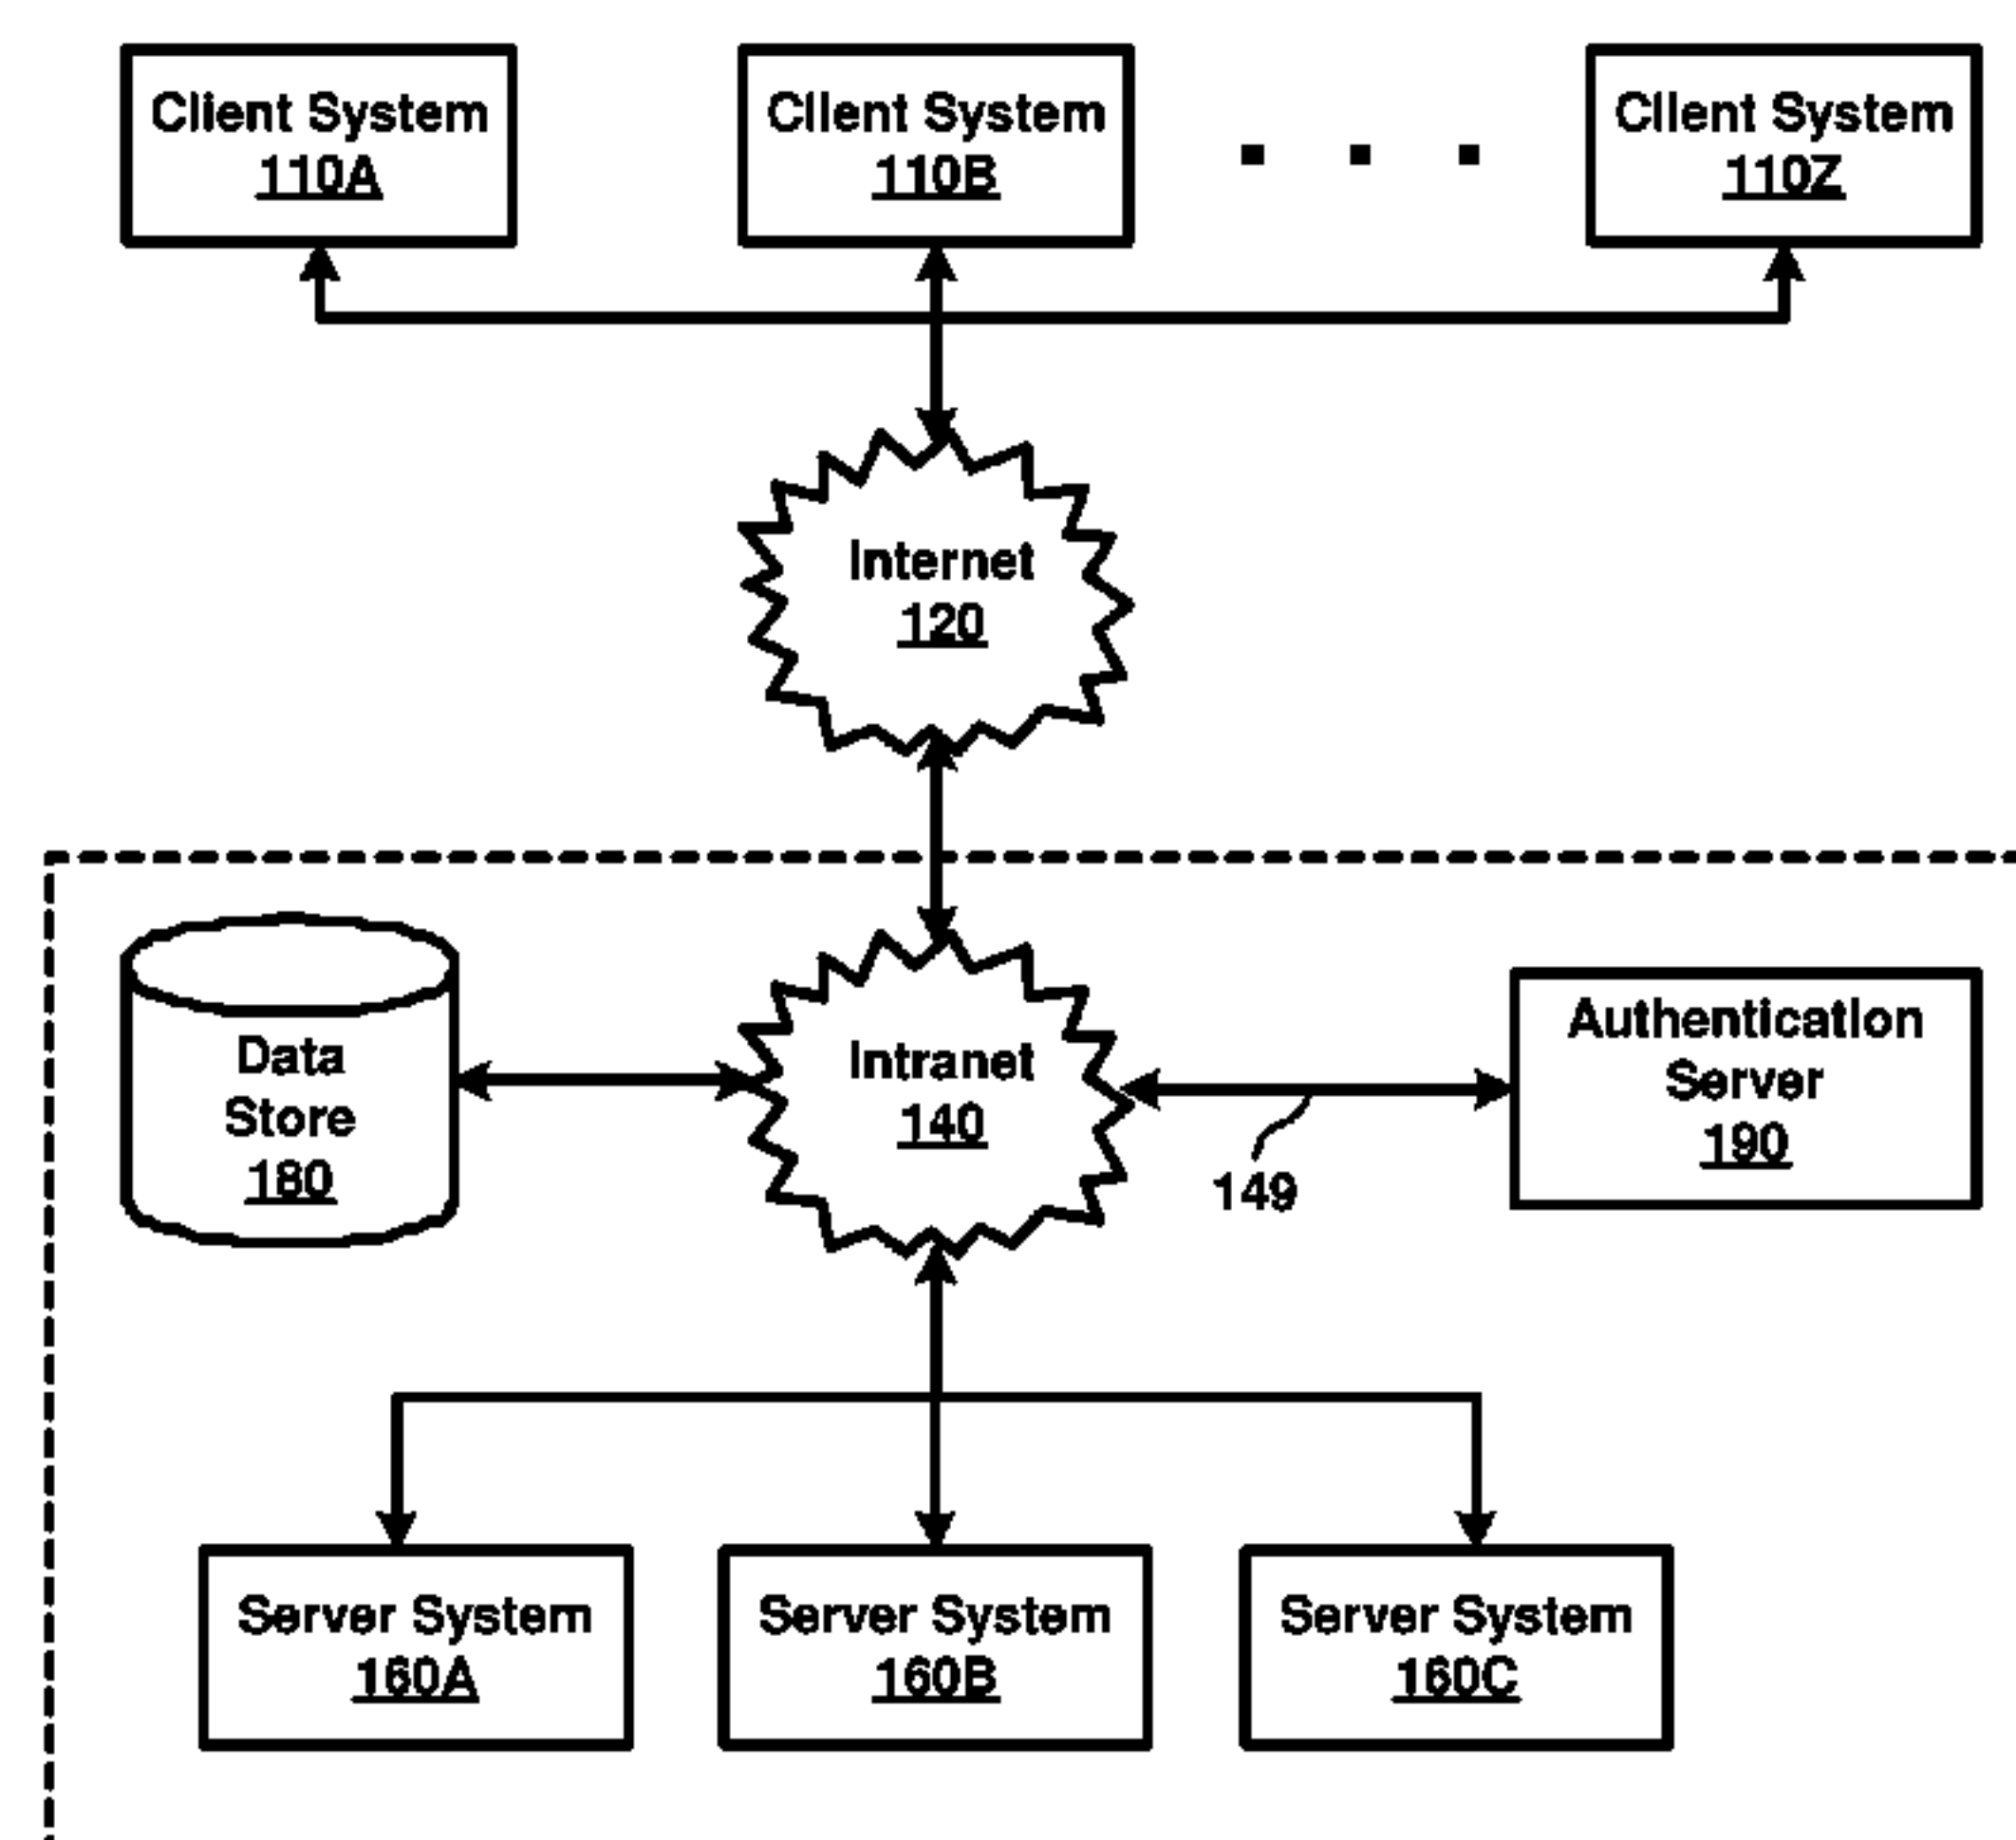 Client System
110A
Client System
110B
Client System
110Z
Internet
120
Data
Store
180
Intranet
140
149
Authentication
Server
190
Server System
160A
Server System
160B
Server System
160C